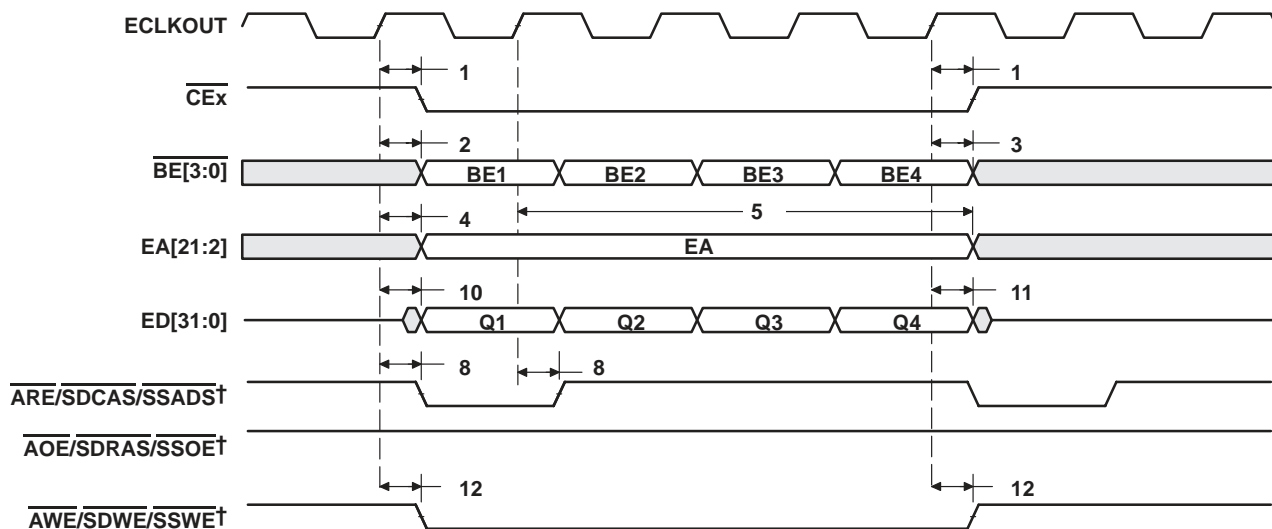 ECLKOUT
1 1
CEx
2 3
BE[3:0] BE1 BE2 BE3 BE4
4 5
EA[21:2] EA
10 11
ED[31:0] Q1 Q2 Q3 Q4
8 8
ARE/SDCAS/SSADS†
AOE/SDRAS/SSOE†
12 12
AWE/SDWE/SSWE†